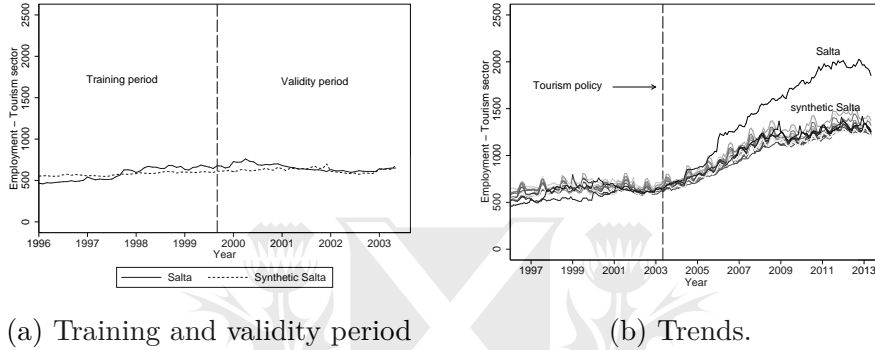 2500
2000
1500
1000
500
0
Employment – Tourism sector
Training period
Validity period
1996 1997 1998 1999 2000 2001 2002 2003
Year
Salta Synthetic Salta
2500
2000
1500
1000
500
0
Employment – Tourism sector
Tourism policy
Salta
synthetic Salta
1997 1999 2001 2003 2005 2007 2009 2011 2013
Year
(a) Training and validity period
(b) Trends.